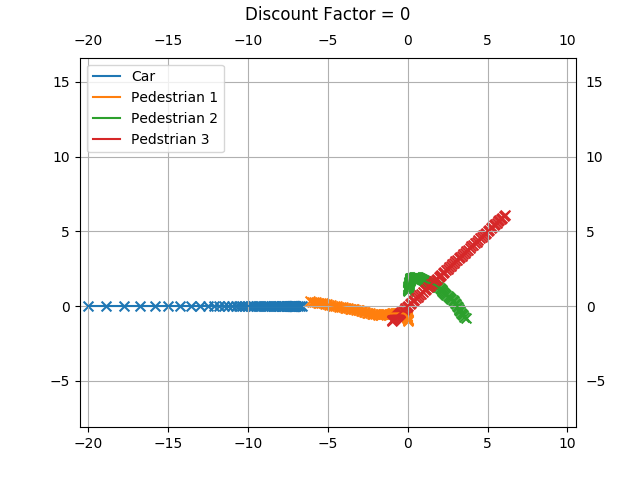 Discount Factor = 0
−20 −15 −10 −5 0 5 10
Car
Pedestrian 1
Pedestrian 2
Pedstrian 3
15 15
10 10
5 5
0 0
−5 −5
−20 −15 −10 −5 0 5 10